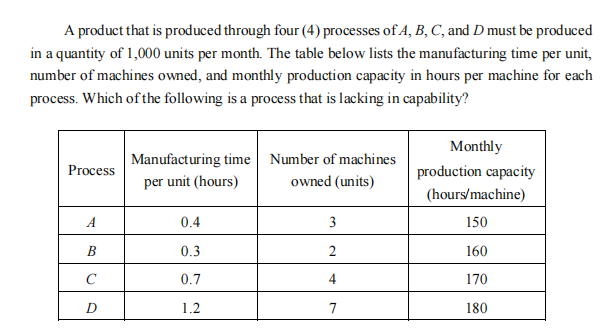 A product that is produced through four (4) processes of A, B, C, and D must be produced
in a quantity of 1,000 units per month. The table below lists the manufacturing time per unit,
number of machines owned, and monthly production capacity in hours per machine for each
process. Which of the following is a process that is lacking in capability?
Process
Manufacturing time
per unit (hours)
Number of machines
owned (units)
Monthly
production capacity
(hours/machine)
A 0.4 3 150
B 0.3 2 160
C 0.7 4 170
D 1.2 7 180